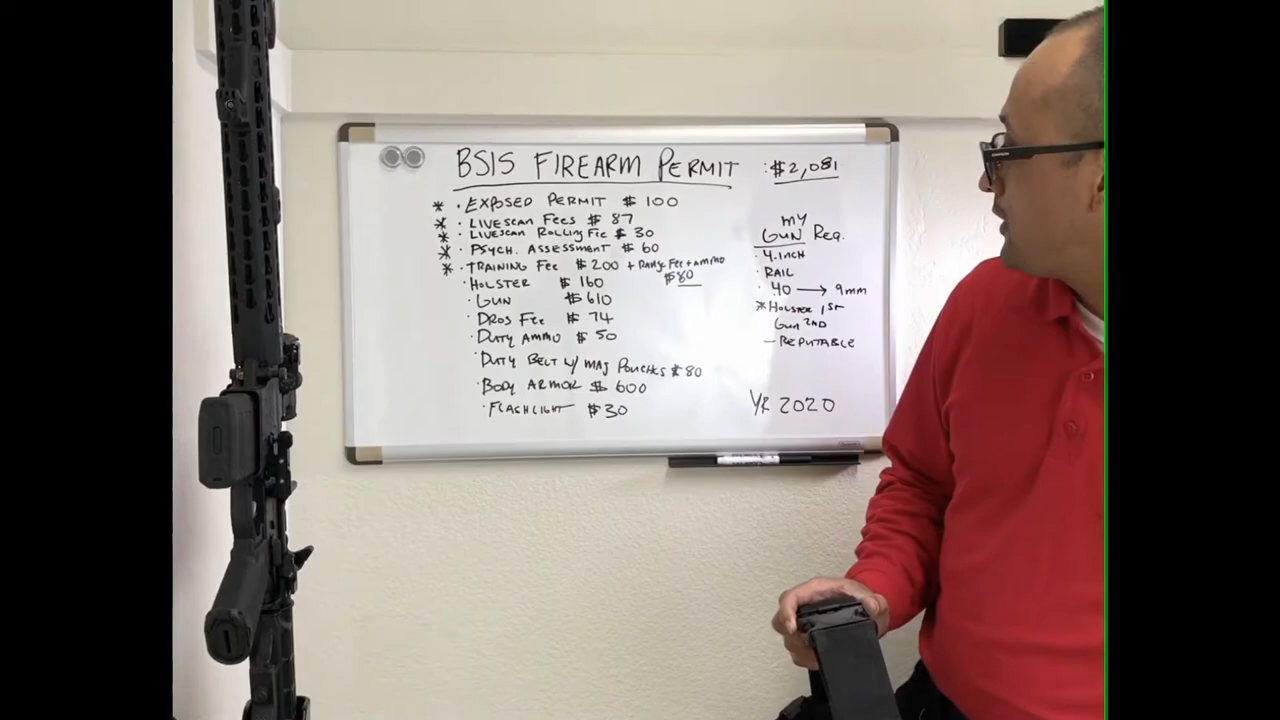 BSIS FIREARM PERMIT :$2,081
* · EXPOSED PERMIT $ 100
* · LIVESCAN FEES $ 87
* · LIVESCAN ROLLING FEE $ 30
* · PSYCH. ASSESSMENT $ 60
* · TRAINING FEE $200 + RANGE FEE + AMMO
$80
· HOLSTER $ 160
· GUN $610
· DROS FEE $ 74
· DUTY AMMO $ 50
· DUTY BELT W/ MAG POUCHES $80
· BODY ARMOR $ 600
· FLASHLIGHT $30
MY
GUN REQ.
· 4.INCH
· RAIL
· .40 → 9mm
* HOLSTER 1ST
GUN 2ND
- REPUTABLE
YR 2020